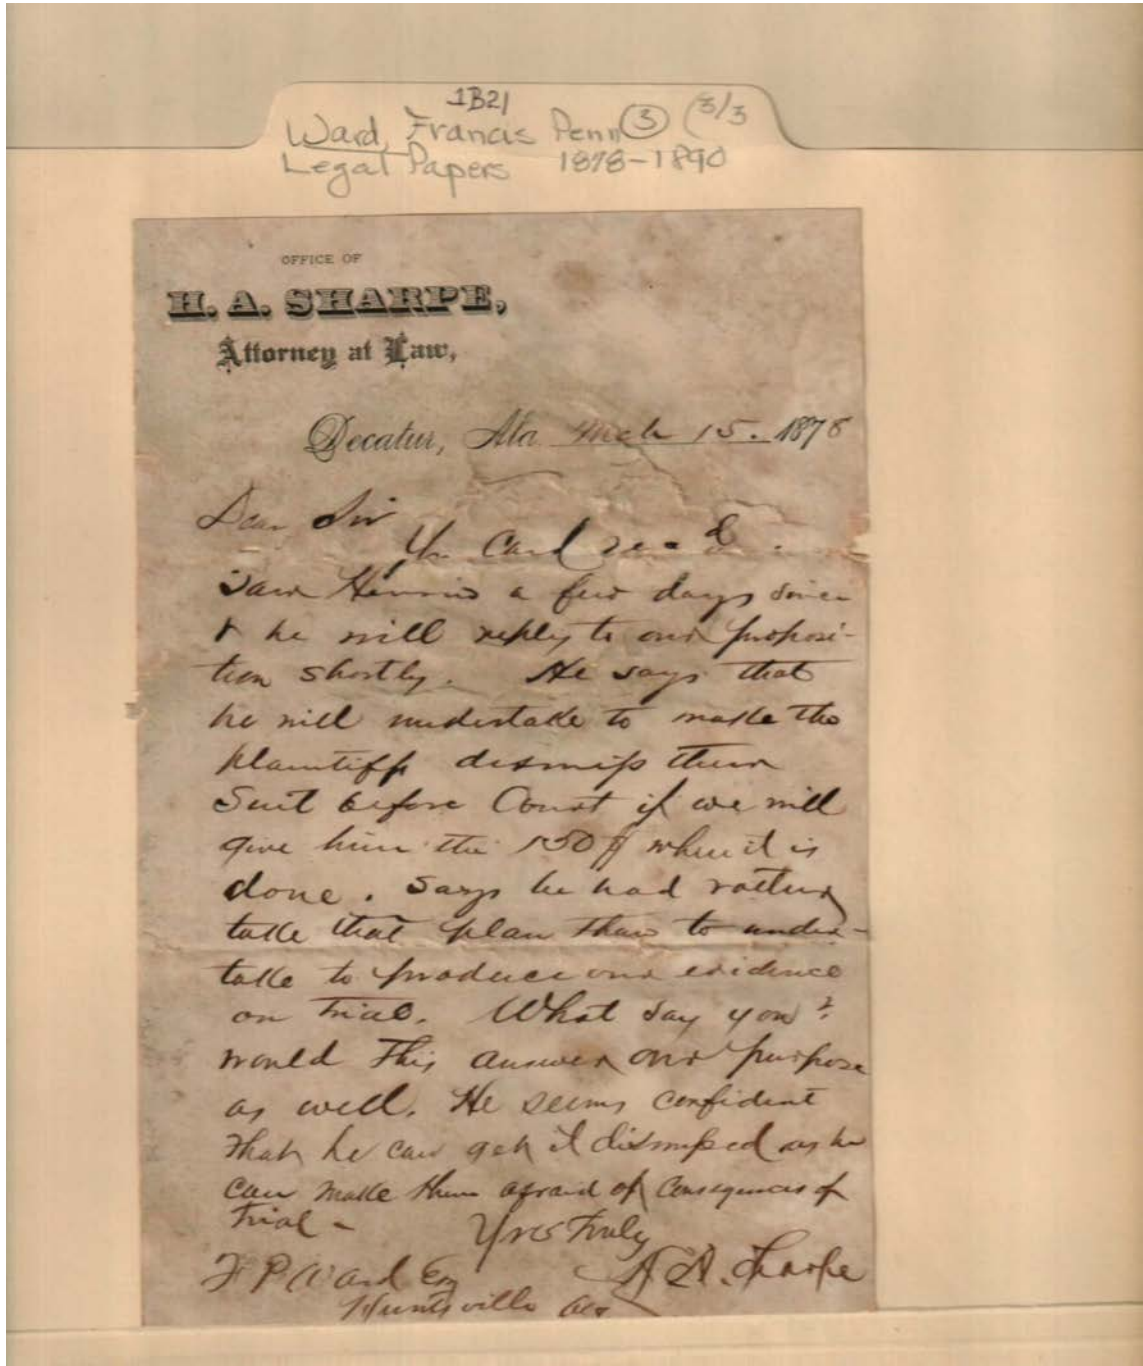 1B21
Ward, Francis Penn 3 (3/3
Legal Papers 1878-1890
OFFICE OF
H. A. SHARPE,
Attorney at Law,
Decatur, Ala Mch 15. 1878
Dear Sir
Yr Card recd.
Saw Harris a few days since
& he will reply to our proposi-
tion shortly. He says that
he will undertake to make the
plaintiff dismiss their
Suit before Court if we will
give him the 150 when it is
done. Says he had rather
take that plan than to under-
take to produce our evidence
on Trial. What say you?
would This answer our purpose
as well. He seems confident
That he can get it dismissed as he
can make them afraid of consequences of
Trial -
Yrs Truly
H A. Sharpe
F P Ward Esq
Huntsville Ala